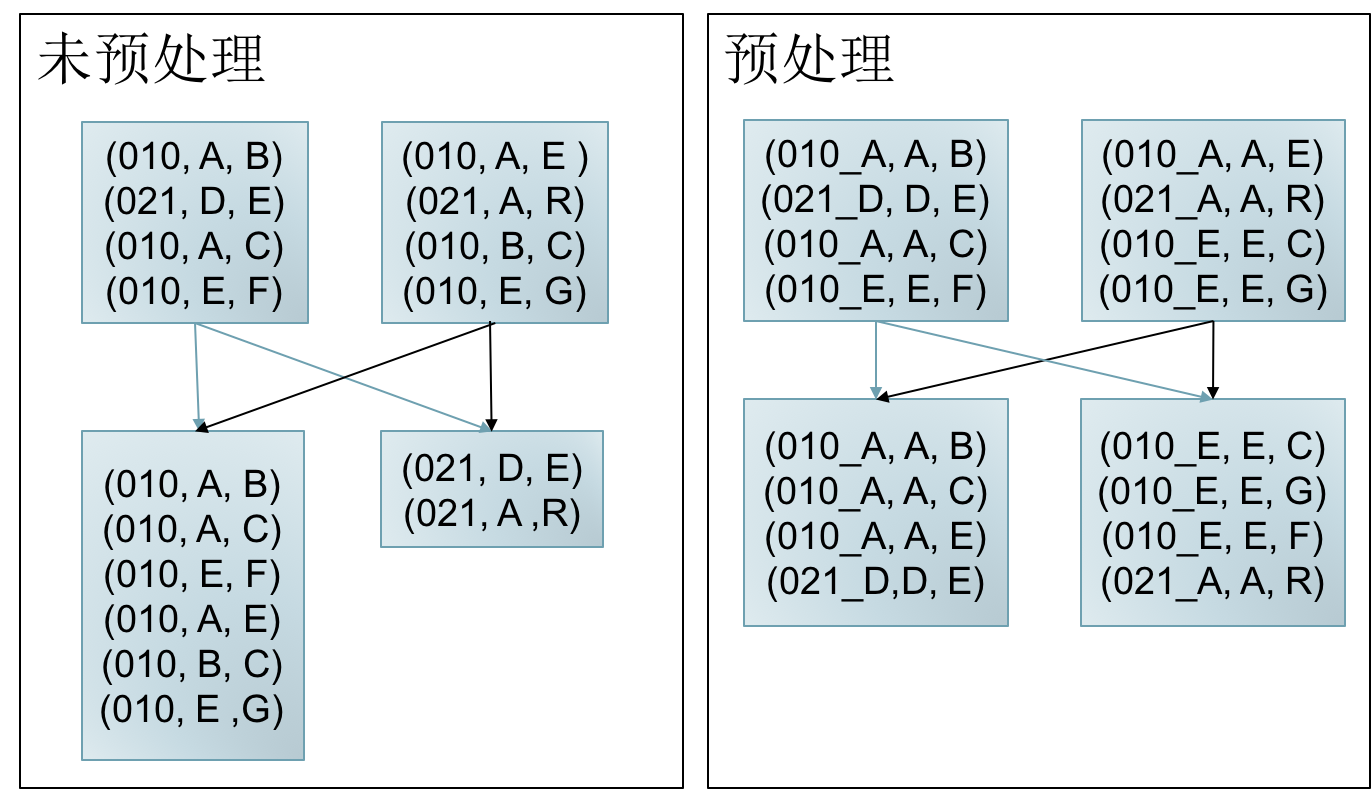 未预处理
(010, A, B)
(021, D, E)
(010, A, C)
(010, E, F)
(010, A, E )
(021, A, R)
(010, B, C)
(010, E, G)
(010, A, B)
(010, A, C)
(010, E, F)
(010, A, E)
(010, B, C)
(010, E ,G)
(021, D, E)
(021, A ,R)
预处理
(010_A, A, B)
(021_D, D, E)
(010_A, A, C)
(010_E, E, F)
(010_A, A, E)
(021_A, A, R)
(010_E, E, C)
(010_E, E, G)
(010_A, A, B)
(010_A, A, C)
(010_A, A, E)
(021_D,D, E)
(010_E, E, C)
(010_E, E, G)
(010_E, E, F)
(021_A, A, R)